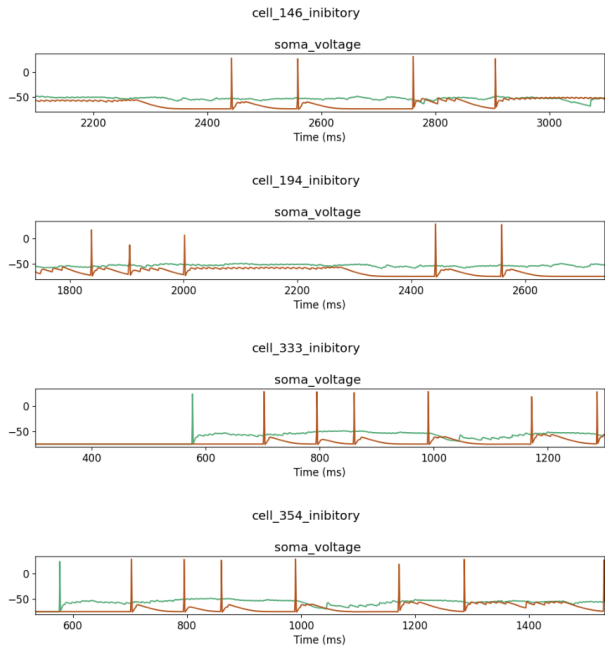 cell_146_inibitory
soma_voltage
0
−50
2200 2400 2600 2800 3000
Time (ms)
cell_194_inibitory
soma_voltage
0
−50
1800 2000 2200 2400 2600
Time (ms)
cell_333_inibitory
soma_voltage
0
−50
400 600 800 1000 1200
Time (ms)
cell_354_inibitory
soma_voltage
0
−50
600 800 1000 1200 1400
Time (ms)